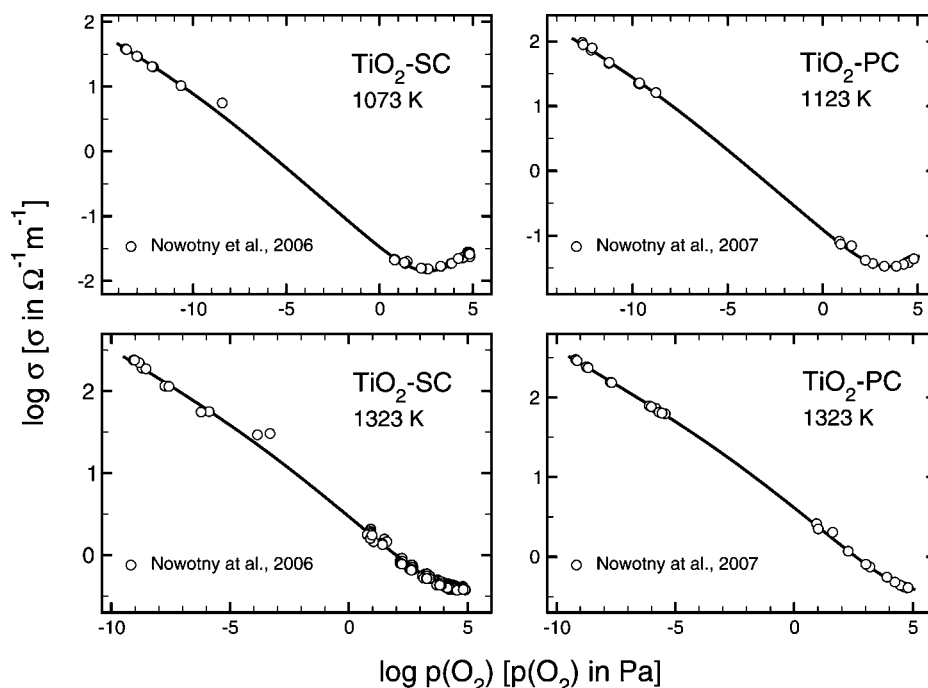 2
1
0
-1
-2
-10
-5
0
5
TiO2-SC
1073 K
Nowotny et al., 2006
2
1
0
-1
-10
-5
0
5
TiO2-PC
1123 K
Nowotny at al., 2007
2
1
0
-10
-5
0
5
TiO2-SC
1323 K
Nowotny at al., 2006
2
1
0
-10
-5
0
5
TiO2-PC
1323 K
Nowotny at al., 2007
log σ [σ in Ω⁻¹m⁻¹]
log p(O2) [p(O2) in Pa]